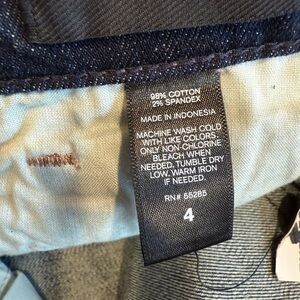 98% COTTON
2% SPANDEX
MADE IN INDONESIA
MACHINE WASH COLD
WITH LIKE COLORS.
ONLY NON-CHLORINE
BLEACH WHEN
NEEDED. TUMBLE DRY
LOW. WARM IRON
IF NEEDED.
RN# 55285
4